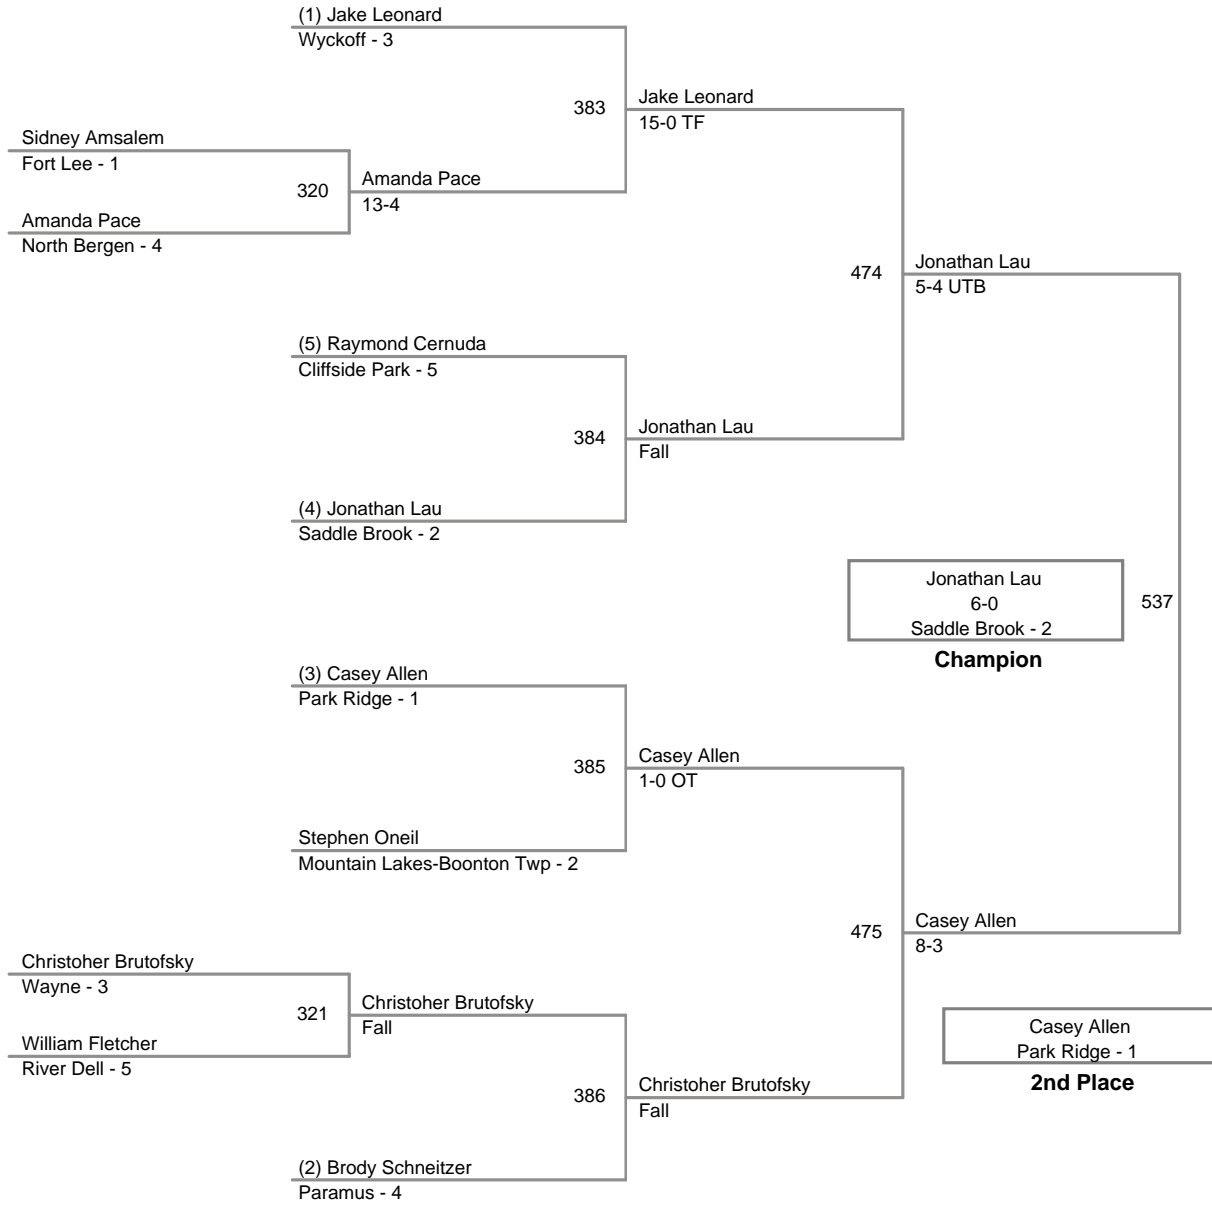 (1) Jake Leonard
Wyckoff - 3
383
Jake Leonard
15-0 TF
Sidney Amsalem
Fort Lee - 1
320
Amanda Pace
13-4
Amanda Pace
North Bergen - 4
474
Jonathan Lau
5-4 UTB
(5) Raymond Cernuda
Cliffside Park - 5
384
Jonathan Lau
Fall
(4) Jonathan Lau
Saddle Brook - 2
Jonathan Lau
6-0
Saddle Brook - 2
Champion
537
(3) Casey Allen
Park Ridge - 1
385
Casey Allen
1-0 OT
Stephen Oneil
Mountain Lakes-Boonton Twp - 2
475
Casey Allen
8-3
Christoher Brutofsky
Wayne - 3
321
Christoher Brutofsky
Fall
William Fletcher
River Dell - 5
Casey Allen
Park Ridge - 1
2nd Place
386
Christoher Brutofsky
Fall
(2) Brody Schneitzer
Paramus - 4